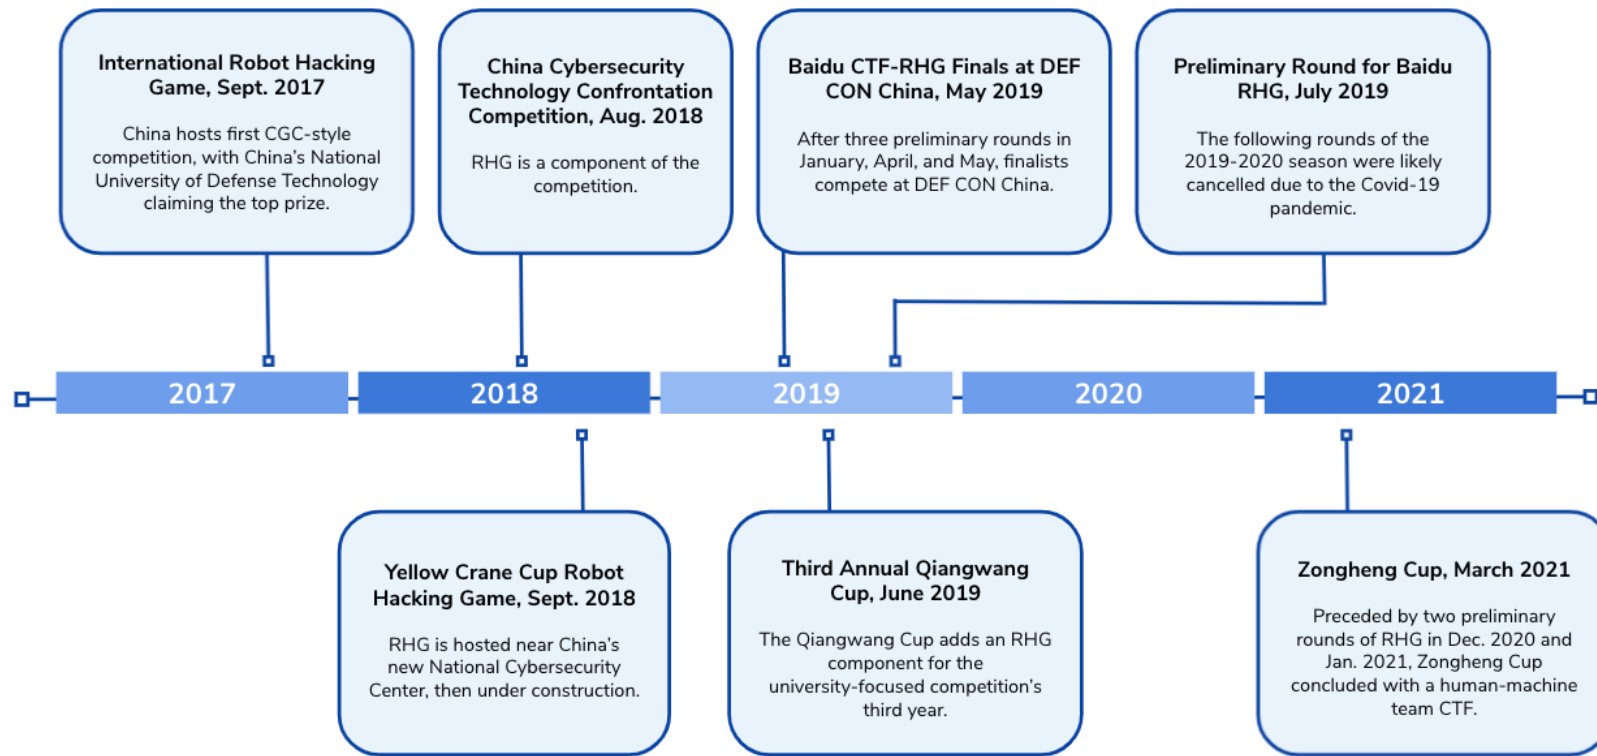 International Robot Hacking
Game, Sept. 2017
China hosts first CGC-style
competition, with China's National
University of Defense Technology
claiming the top prize.
China Cybersecurity
Technology Confrontation
Competition, Aug. 2018
RHG is a component of the
competition.
Baidu CTF-RHG Finals at DEF
CON China, May 2019
After three preliminary rounds in
January, April, and May, finalists
compete at DEF CON China.
Preliminary Round for Baidu
RHG, July 2019
The following rounds of the
2019-2020 season were likely
cancelled due to the Covid-19
pandemic.
2017
2018
2019
2020
2021
Yellow Crane Cup Robot
Hacking Game, Sept. 2018
RHG is hosted near China's
new National Cybersecurity
Center, then under construction.
Third Annual Qiangwang
Cup, June 2019
The Qiangwang Cup adds an RHG
component for the
university-focused competition's
third year.
Zongheng Cup, March 2021
Preceded by two preliminary
rounds of RHG in Dec. 2020 and
Jan. 2021, Zongheng Cup
concluded with a human-machine
team CTF.